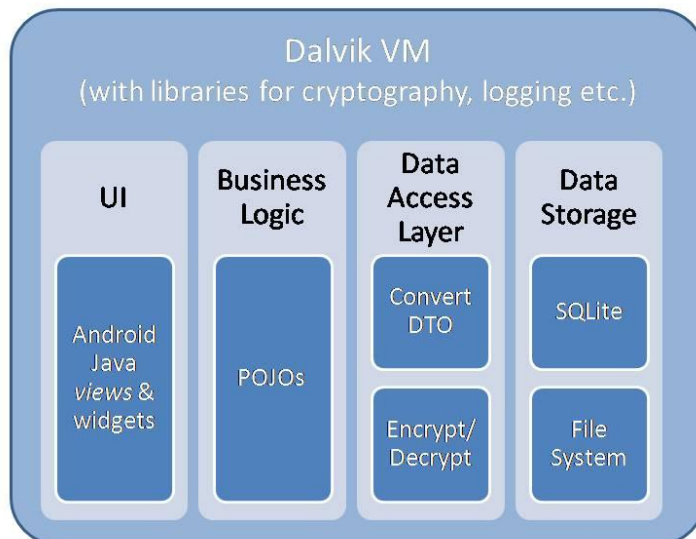 Dalvik VM
(with libraries for cryptography, logging etc.)
UI
Android
Java
views &
widgets
Business
Logic
POJOs
Data
Access
Layer
Convert
DTO
Encrypt/
Decrypt
Data
Storage
SQLite
File
System